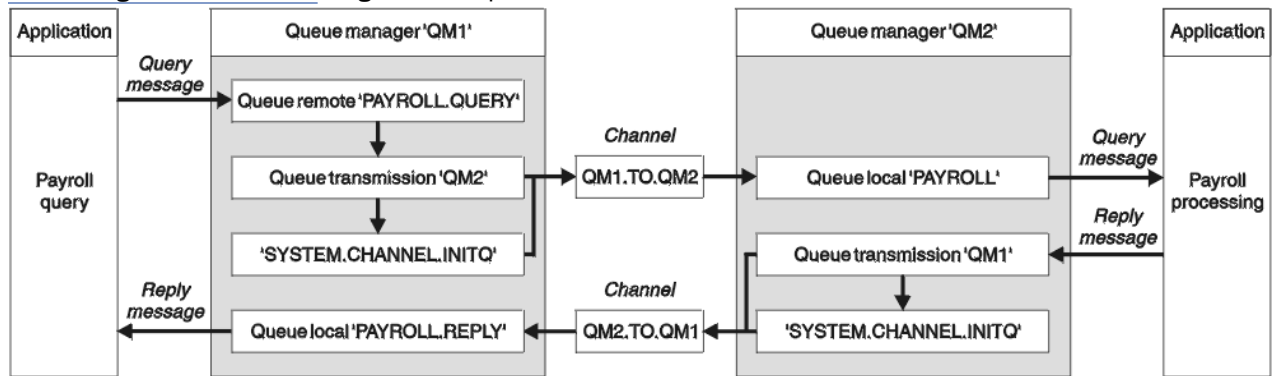 Application
Queue manager 'QM1'
Queue manager 'QM2'
Application
Query
message
Queue remote 'PAYROLL.QUERY'
Payroll
query
Queue transmission 'QM2'
'SYSTEM.CHANNEL.INITQ'
Channel
QM1.TO.QM2
Queue local 'PAYROLL'
Query
message
Payroll
processing
Reply
message
Queue transmission 'QM1'
'SYSTEM.CHANNEL.INITQ'
Channel
QM2.TO.QM1
Queue local 'PAYROLL.REPLY'
Reply
message